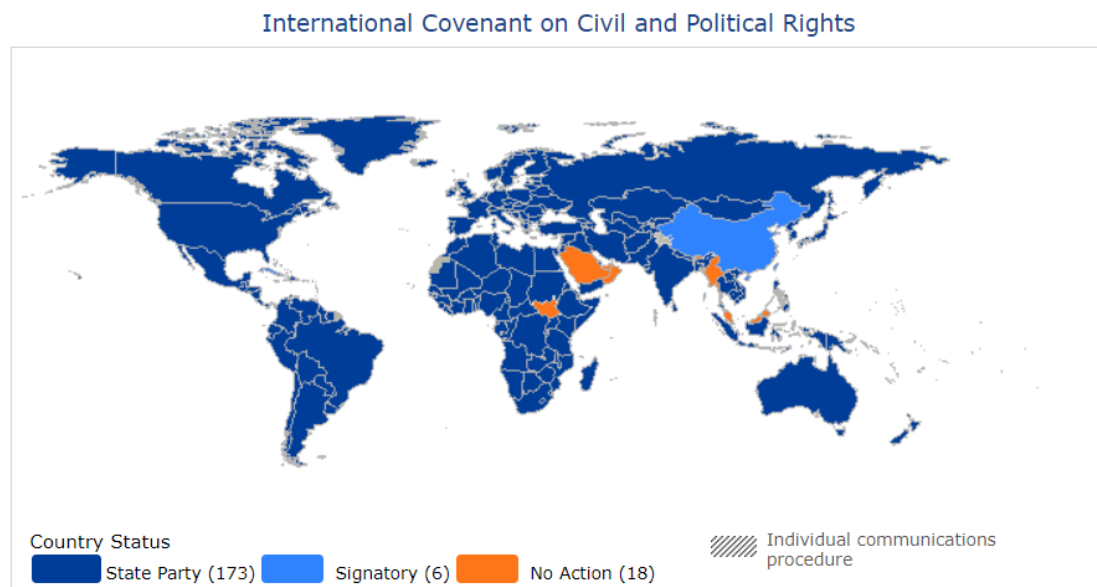 International Covenant on Civil and Political Rights
Country Status
State Party (173)
Signatory (6)
No Action (18)
Individual communications
procedure